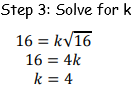 Step 3: Solve for k
16 = k√16
16 = 4k
k = 4